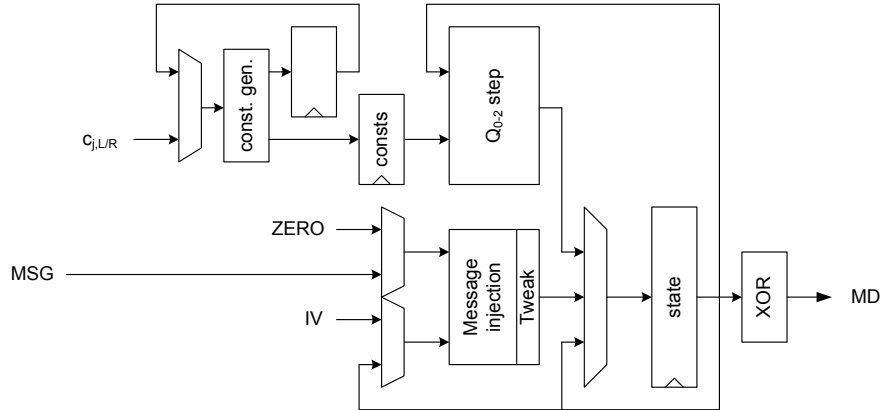 const. gen.
c_{j,L/R}
consts
Q_{0-2} step
ZERO
MSG
IV
Message
injection
Tweak
state
XOR
MD